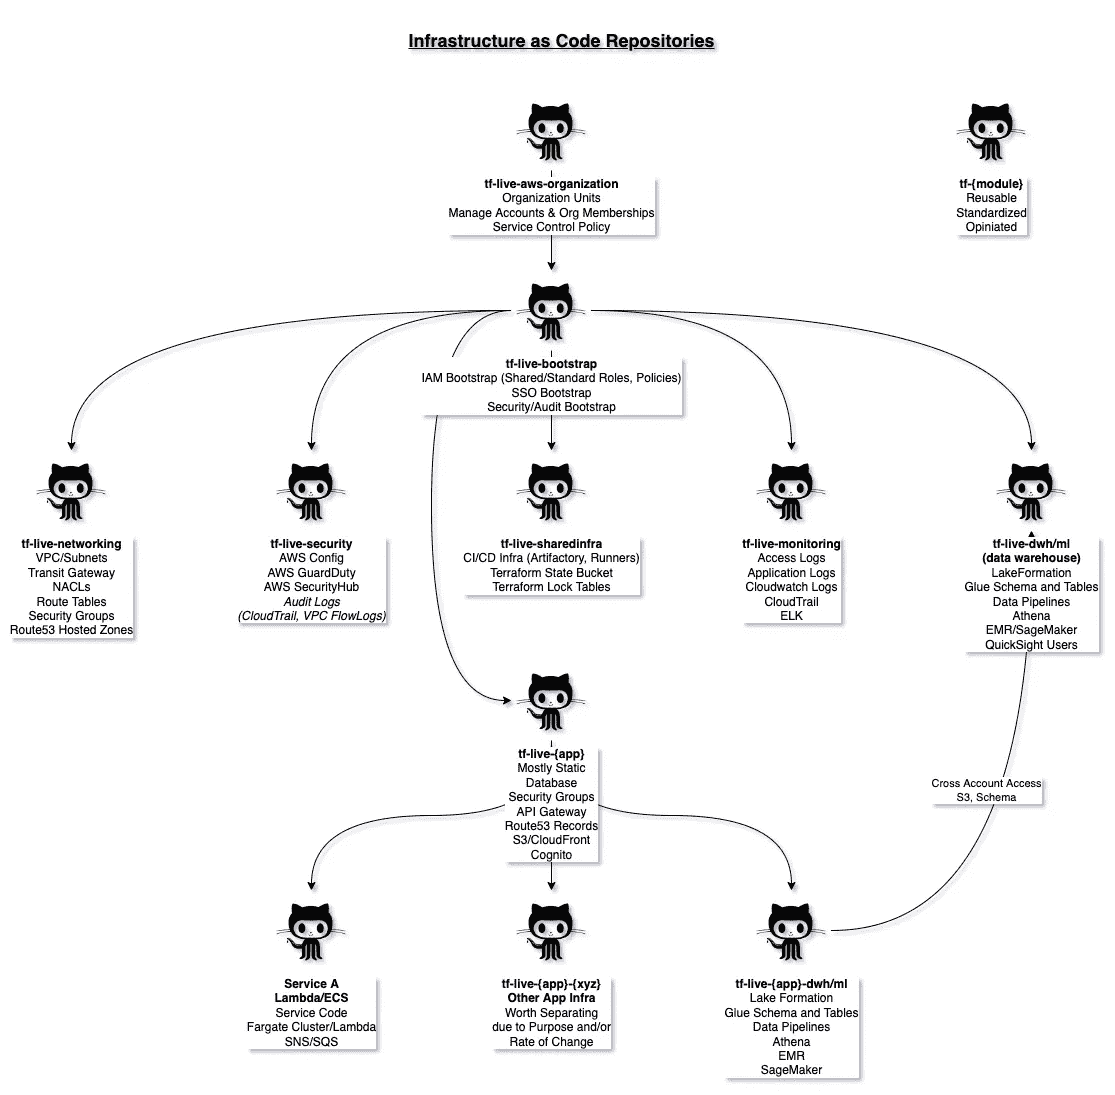 Infrastructure as Code Repositories
tf-live-aws-organization
Organization Units
Manage Accounts & Org Memberships
Service Control Policy
tf-{module}
Reusable
Standardized
Opiniated
tf-live-bootstrap
IAM Bootstrap (Shared/Standard Roles, Policies)
SSO Bootstrap
Security/Audit Bootstrap
tf-live-networking
VPC/Subnets
Transit Gateway
NACLs
Route Tables
Security Groups
Route53 Hosted Zones
tf-live-security
AWS Config
AWS GuardDuty
AWS SecurityHub
Audit Logs
(CloudTrail, VPC FlowLogs)
tf-live-sharedinfra
CI/CD Infra (Artifactory, Runners)
Terraform State Bucket
Terraform Lock Tables
tf-live-monitoring
Access Logs
Application Logs
Cloudwatch Logs
CloudTrail
ELK
tf-live-dwh/ml
(data warehouse)
LakeFormation
Glue Schema and Tables
Data Pipelines
Athena
EMR/SageMaker
QuickSight Users
tf-live-{app}
Mostly Static
Database
Security Groups
API Gateway
Route53 Records
S3/CloudFront
Cognito
Cross Account Access
S3, Schema
Service A
Lambda/ECS
Service Code
Fargate Cluster/Lambda
SNS/SQS
tf-live-{app}-{xyz}
Other App Infra
Worth Separating
due to Purpose and/or
Rate of Change
tf-live-{app}-dwh/ml
Lake Formation
Glue Schema and Tables
Data Pipelines
Athena
EMR
SageMaker